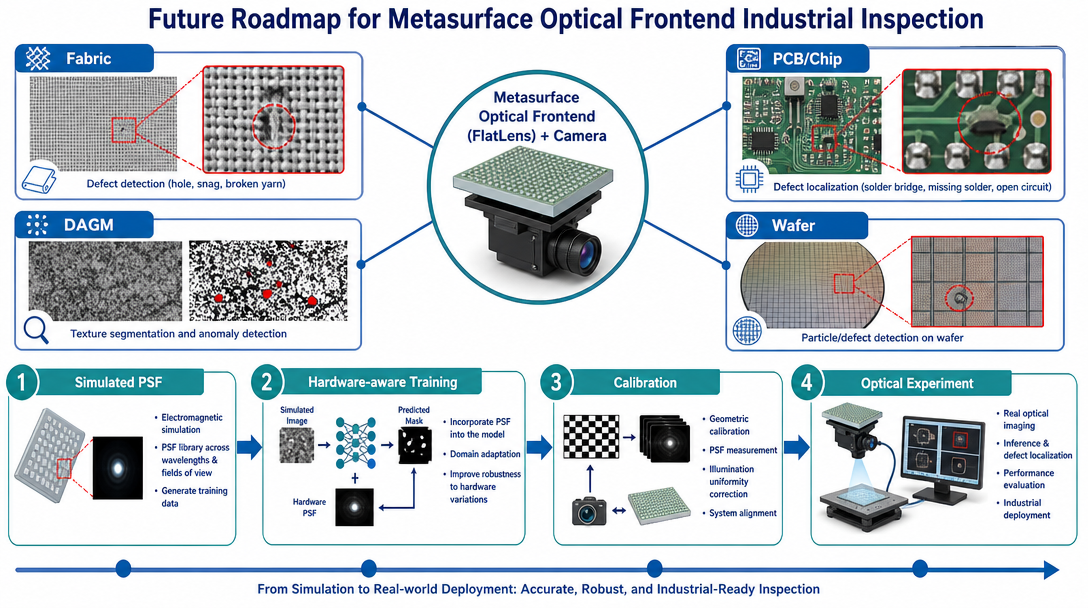 Future Roadmap for Metasurface Optical Frontend Industrial Inspection
Fabric
Defect detection (hole, snag, broken yarn)
DAGM
Texture segmentation and anomaly detection
Metasurface
Optical Frontend
(FlatLens) + Camera
PCB/Chip
Defect localization (solder bridge, missing solder, open circuit)
Wafer
Particle/defect detection on wafer
1
Simulated PSF
• Electromagnetic
simulation
• PSF library across
wavelengths &
fields of view
• Generate training
data
2
Hardware-aware Training
Simulated
Image
Predicted
Mask
+
Hardware
PSF
• Incorporate PSF
into the model
• Domain adaptation
• Improve robustness
to hardware
variations
3
Calibration
• Geometric
calibration
• PSF measurement
• Illumination
uniformity
correction
• System alignment
4
Optical Experiment
• Real optical
imaging
• Inference &
defect localization
• Performance
evaluation
• Industrial
deployment
From Simulation to Real-world Deployment: Accurate, Robust, and Industrial-Ready Inspection